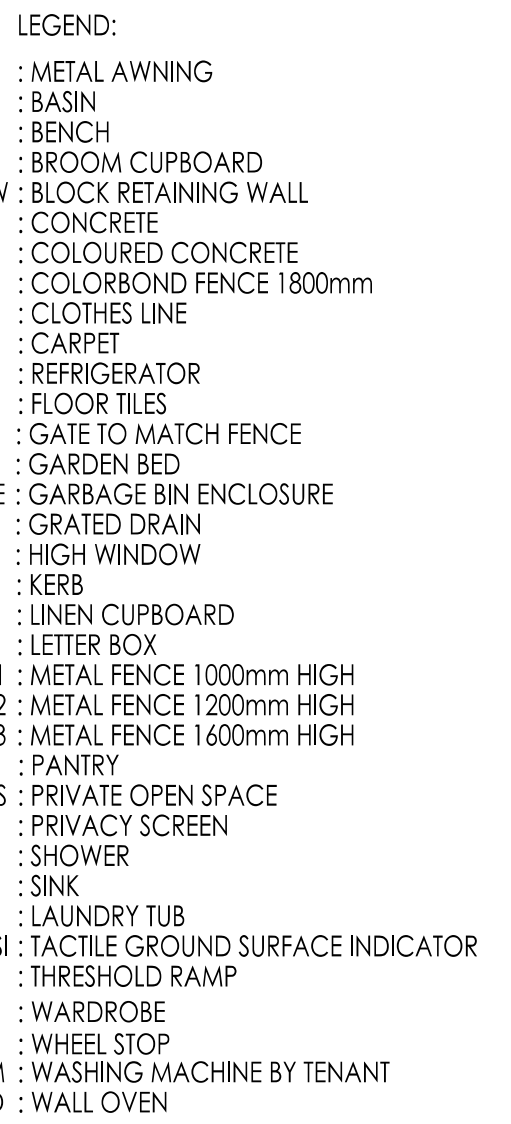 LEGEND:
: METAL AWNING
: BASIN
: BENCH
: BROOM CUPBOARD
W : BLOCK RETAINING WALL
: CONCRETE
: COLOURED CONCRETE
: COLORBOND FENCE 1800mm
: CLOTHES LINE
: CARPET
: REFRIGERATOR
: FLOOR TILES
: GATE TO MATCH FENCE
: GARDEN BED
E : GARBAGE BIN ENCLOSURE
: GRATED DRAIN
: HIGH WINDOW
: KERB
: LINEN CUPBOARD
: LETTER BOX
1 : METAL FENCE 1000mm HIGH
2 : METAL FENCE 1200mm HIGH
3 : METAL FENCE 1600mm HIGH
: PANTRY
S : PRIVATE OPEN SPACE
: PRIVACY SCREEN
: SHOWER
: SINK
: LAUNDRY TUB
SI : TACTILE GROUND SURFACE INDICATOR
: THRESHOLD RAMP
: WARDROBE
: WHEEL STOP
M : WASHING MACHINE BY TENANT
: WALL OVEN